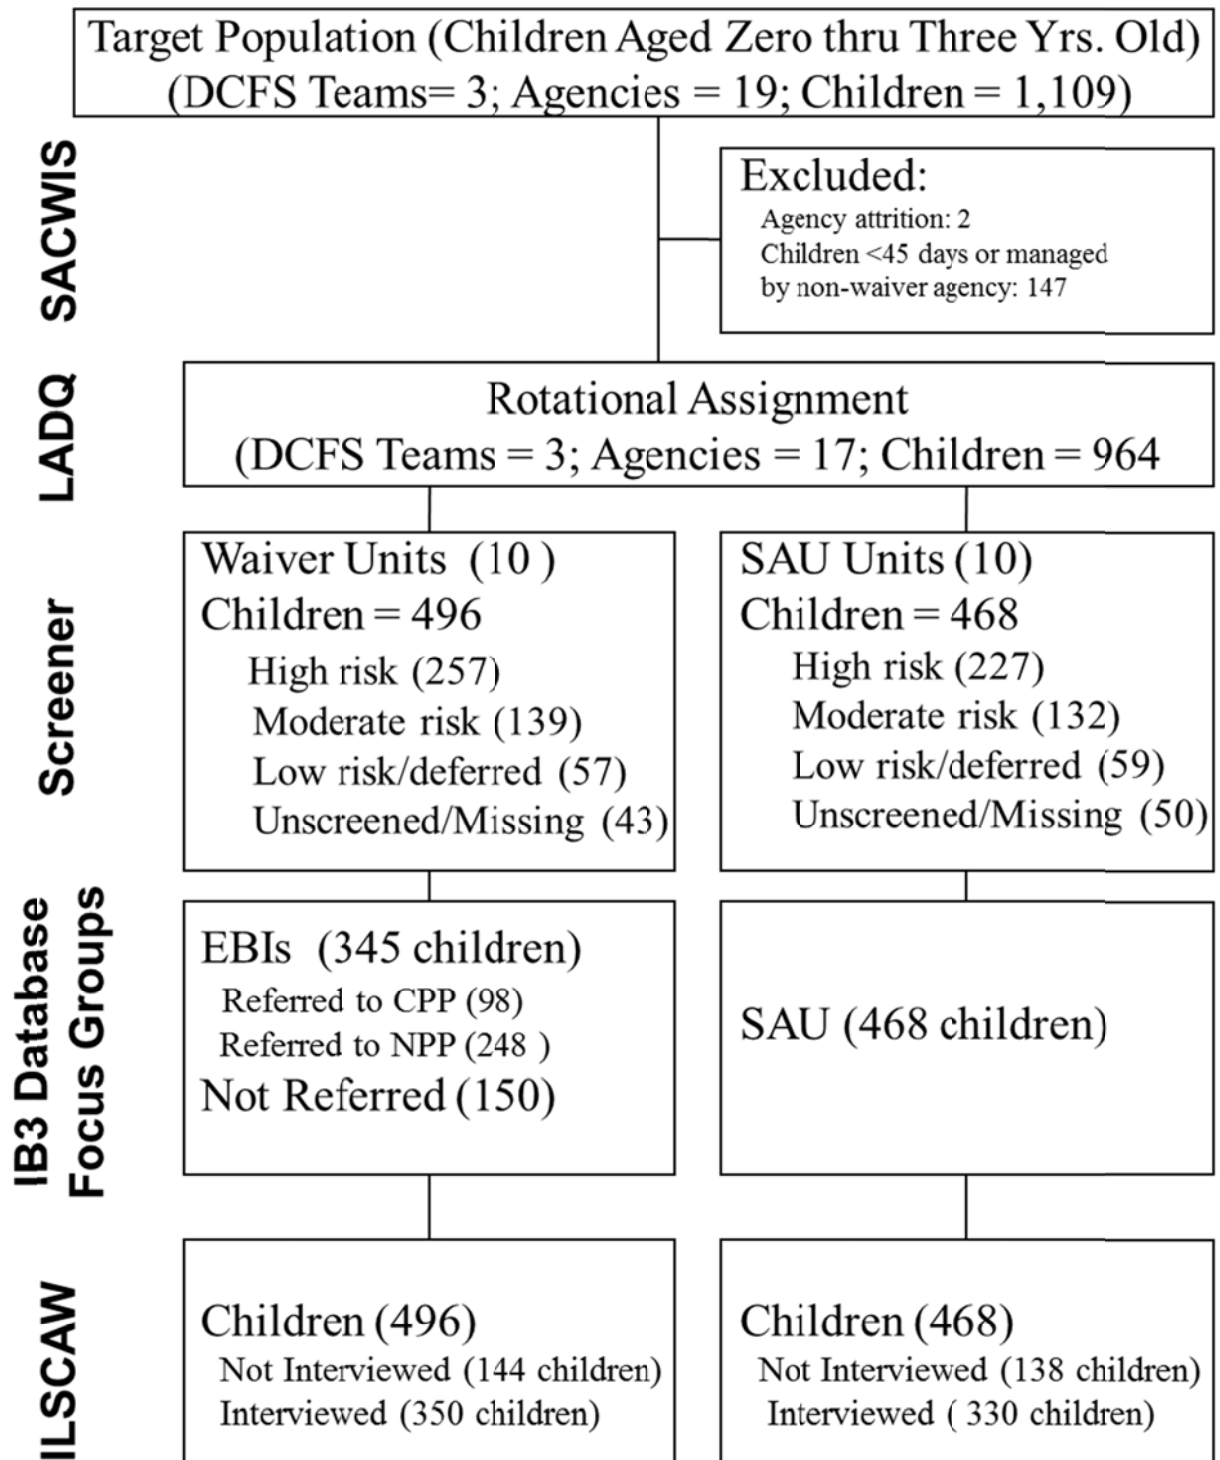 Target Population (Children Aged Zero thru Three Yrs. Old)
(DCFS Teams= 3; Agencies = 19; Children = 1,109)
SACWIS
Excluded:
Agency attrition: 2
Children <45 days or managed
by non-waiver agency: 147
LADQ
Rotational Assignment
(DCFS Teams = 3; Agencies = 17; Children = 964
Screener
Waiver Units (10 )
Children = 496
High risk (257)
Moderate risk (139)
Low risk/deferred (57)
Unscreened/Missing (43)
SAU Units (10)
Children = 468
High risk (227)
Moderate risk (132)
Low risk/deferred (59)
Unscreened/Missing (50)
IB3 Database
Focus Groups
EBIs (345 children)
Referred to CPP (98)
Referred to NPP (248 )
Not Referred (150)
SAU (468 children)
ILSCAW
Children (496)
Not Interviewed (144 children)
Interviewed (350 children)
Children (468)
Not Interviewed (138 children)
Interviewed ( 330 children)